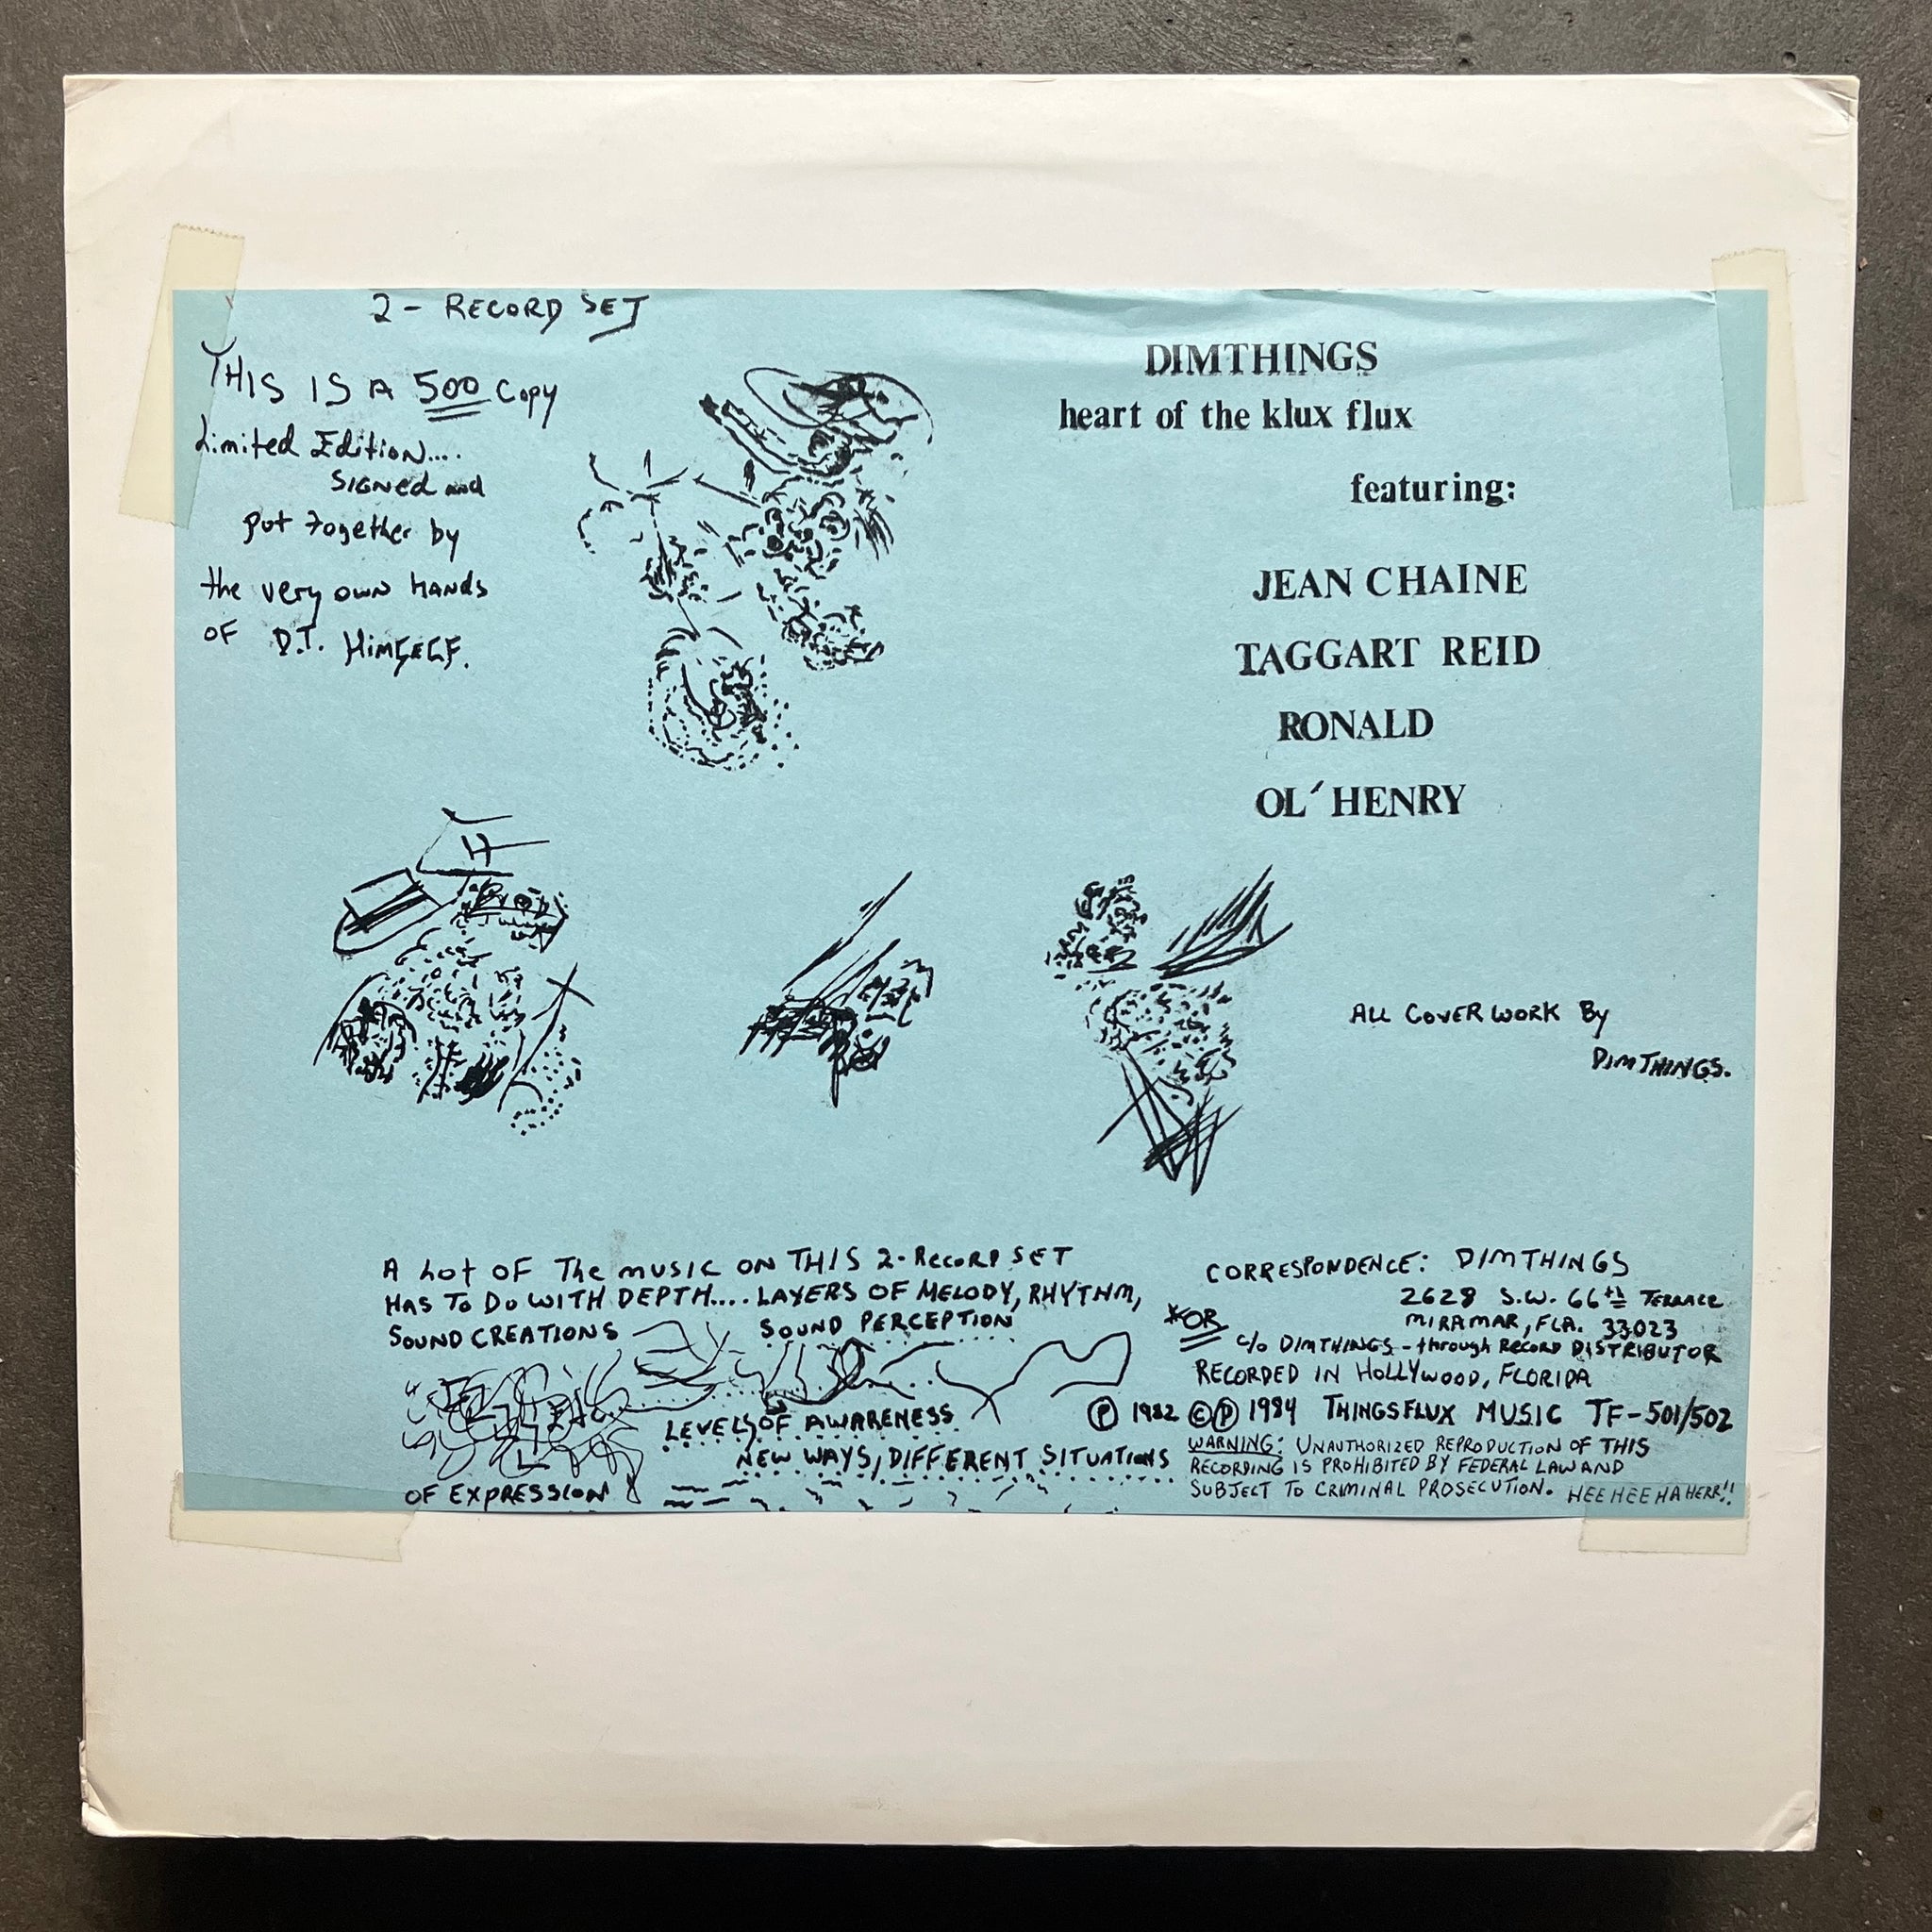 2- RECORD SET
THIS IS A 500 Copy
Limited Edition....
SIGNed and
put together by
the very own HANDS
OF D.T. HIMSELF.
DIMTHINGS
heart of the klux flux
featuring:
JEAN CHAINE
TAGGART REID
RONALD
OL´HENRY
H
ALL COVER WORK By
DIMTHINGS.
A Lot OF The MUSIC ON THIS 2-RECORD SET
HAS TO DO WITH DEPTH.... LAYERS OF MELODY, RHYTHM,
SOUND CREATIONS SOUND PERCEPTION
LEVELS OF AWARENESS
NEW WAYS, DIFFERENT SITUATIONS
OF EXPRESSION
CORRESPONDENCE: DIMTHINGS
2628 S.W. 66th TERRACE
MIRAMAR, FLA. 33023
*OR
c/o DIMTHINGS - through RECORD DISTRIBUTOR
RECORDED IN HOLLYWOOD, FLORIDA
Ⓟ 1982 ©Ⓟ 1984 THINGSFLUX MUSIC TF-501/502
WARNING: UNAUTHORIZED REPRODUCTION OF THIS
RECORDING IS PROHIBITED BY FEDERAL LAW AND
SUBJECT TO CRIMINAL PROSECUTION. HEE HEE HA HERR!!